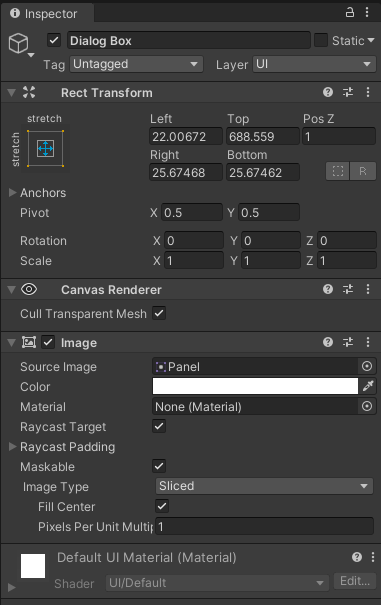 Inspector
Dialog Box Static
Tag Untagged Layer UI
Rect Transform
stretch Left Top Pos Z
stretch 22.00672 688.559 1
Right Bottom
25.67468 25.67462 R
Anchors
Pivot X 0.5 Y 0.5
Rotation X 0 Y 0 Z 0
Scale X 1 Y 1 Z 1
Canvas Renderer
Cull Transparent Mesh
Image
Source Image Panel
Color
Material None (Material)
Raycast Target
Raycast Padding
Maskable
Image Type Sliced
Fill Center
Pixels Per Unit Multip 1
Default UI Material (Material)
Shader UI/Default Edit...